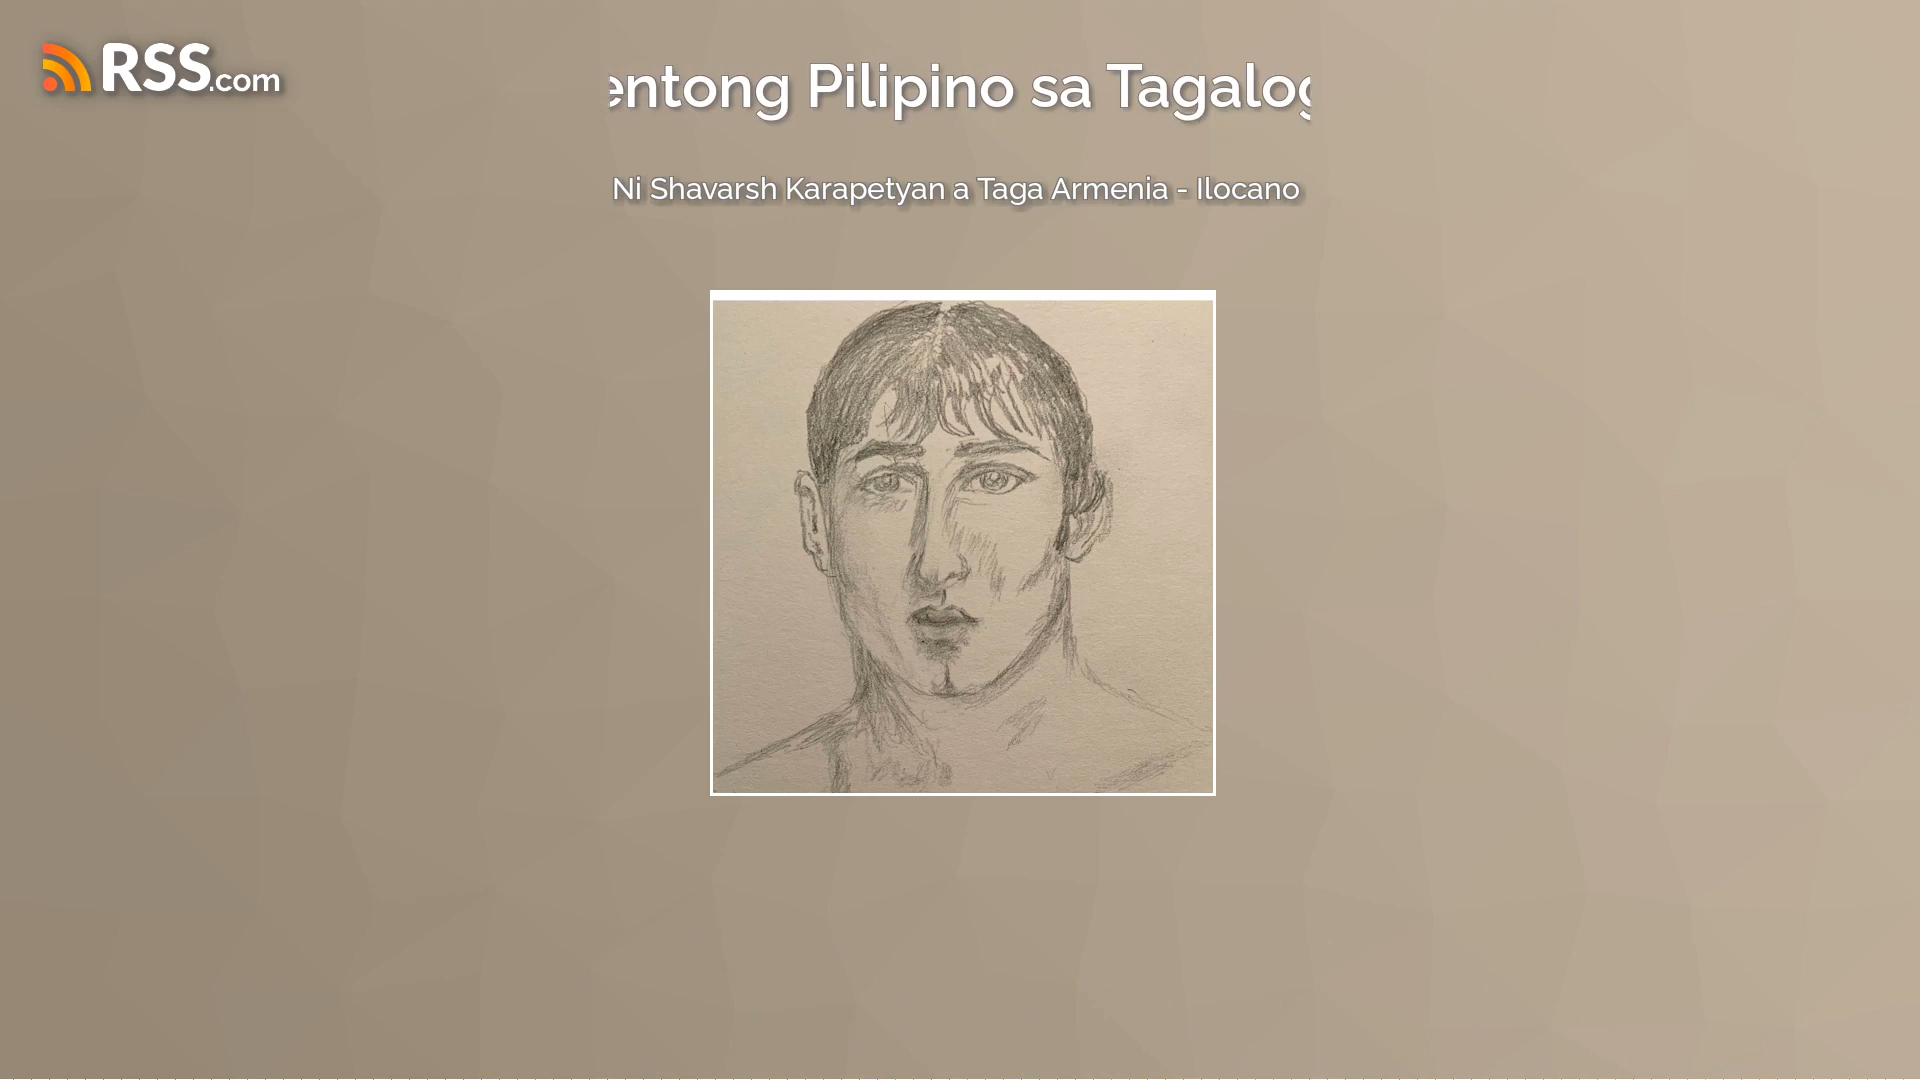 RSS.com
entong Pilipino sa Tagalog
Ni Shavarsh Karapetyan a Taga Armenia - Ilocano